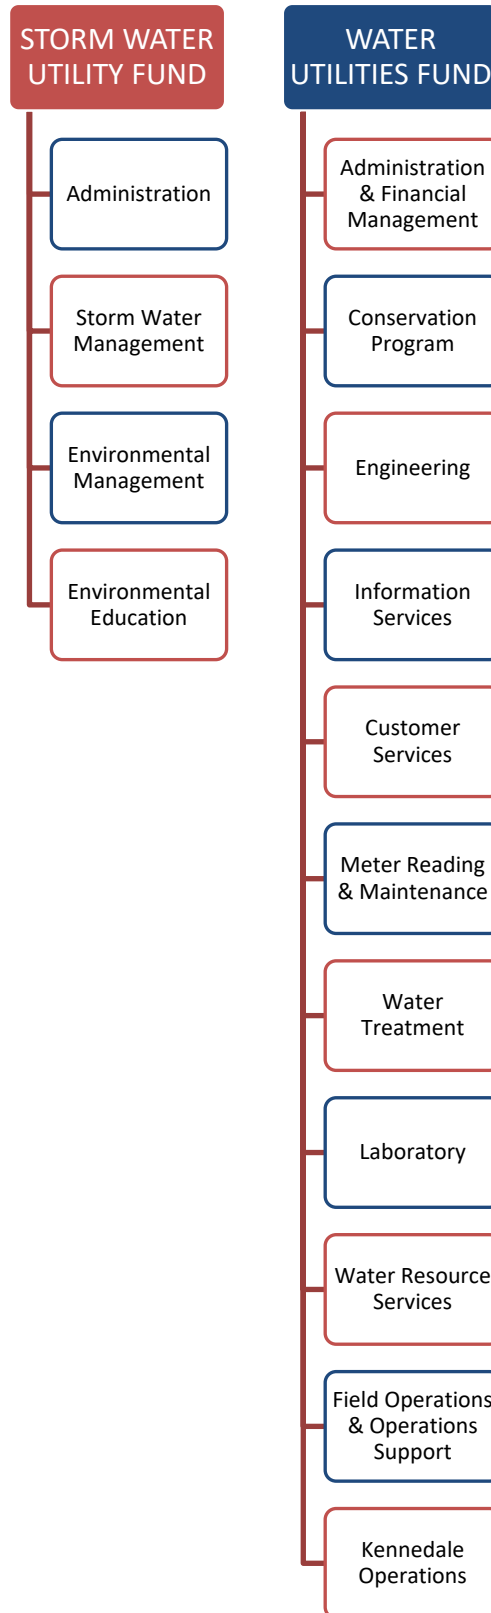 STORM WATER
UTILITY FUND
Administration
Storm Water
Management
Environmental
Management
Environmental
Education
WATER
UTILITIES FUND
Administration
& Financial
Management
Conservation
Program
Engineering
Information
Services
Customer
Services
Meter Reading
& Maintenance
Water
Treatment
Laboratory
Water Resource
Services
Field Operations
& Operations
Support
Kennedale
Operations